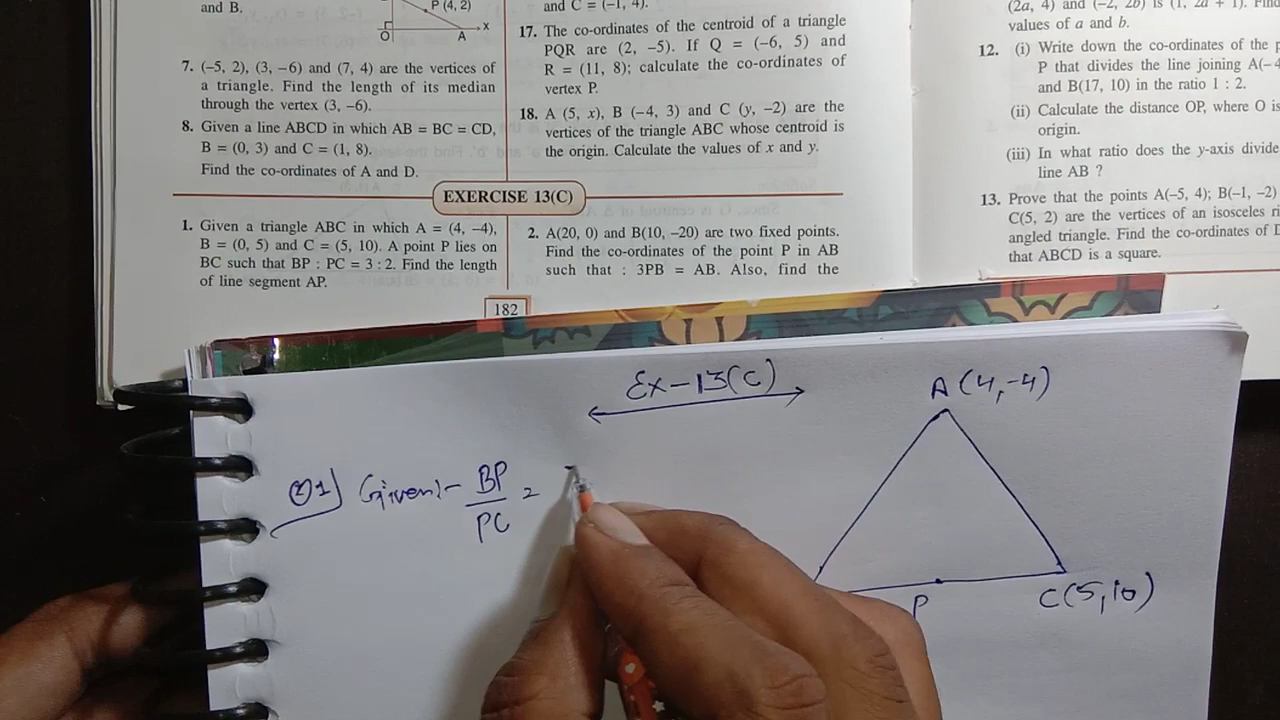 and B.
P (4, 2)
O
A
x
7. (−5, 2), (3, −6) and (7, 4) are the vertices of
a triangle. Find the length of its median
through the vertex (3, −6).
8. Given a line ABCD in which AB = BC = CD,
B = (0, 3) and C = (1, 8).
Find the co-ordinates of A and D.
and C = (−1, 4).
17. The co-ordinates of the centroid of a triangle
PQR are (2, −5). If Q = (−6, 5) and
R = (11, 8); calculate the co-ordinates of
vertex P.
18. A (5, x), B (−4, 3) and C (y, −2) are the
vertices of the triangle ABC whose centroid is
the origin. Calculate the values of x and y.
EXERCISE 13(C)
1. Given a triangle ABC in which A = (4, −4),
B = (0, 5) and C = (5, 10). A point P lies on
BC such that BP : PC = 3 : 2. Find the length
of line segment AP.
2. A(20, 0) and B(10, −20) are two fixed points.
Find the co-ordinates of the point P in AB
such that : 3PB = AB. Also, find the
182
(2a, 4) and (−2, 2b) is (1, 2a + 1). Find
values of a and b.
12. (i) Write down the co-ordinates of the
P that divides the line joining A(−4
and B(17, 10) in the ratio 1 : 2.
(ii) Calculate the distance OP, where O is
origin.
(iii) In what ratio does the y-axis divide
line AB ?
13. Prove that the points A(−5, 4); B(−1, −2)
C(5, 2) are the vertices of an isosceles
angled triangle. Find the co-ordinates of
that ABCD is a square.
Ex-13(C)
A(4,-4)
Q1) Given:- BP/PC =
P
C(5,10)